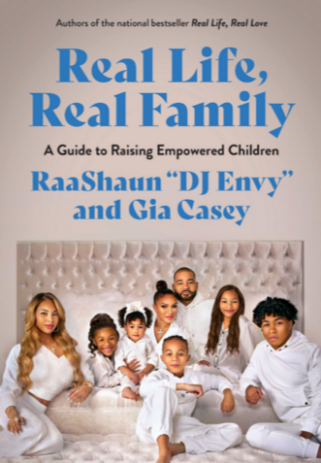 Authors of the national bestseller Real Life, Real Love
Real Life,
Real Family
A Guide to Raising Empowered Children
RaaShaun “DJ Envy”
and Gia Casey